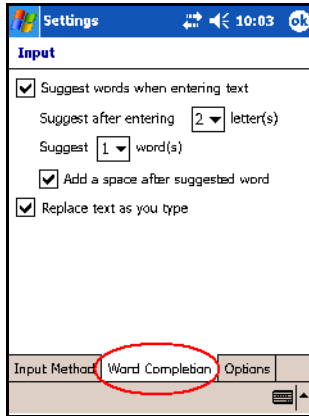 Settings 10:03 ok
Input
Suggest words when entering text
Suggest after entering 2 letter(s)
Suggest 1 word(s)
Add a space after suggested word
Replace text as you type
Input Method Word Completion Options